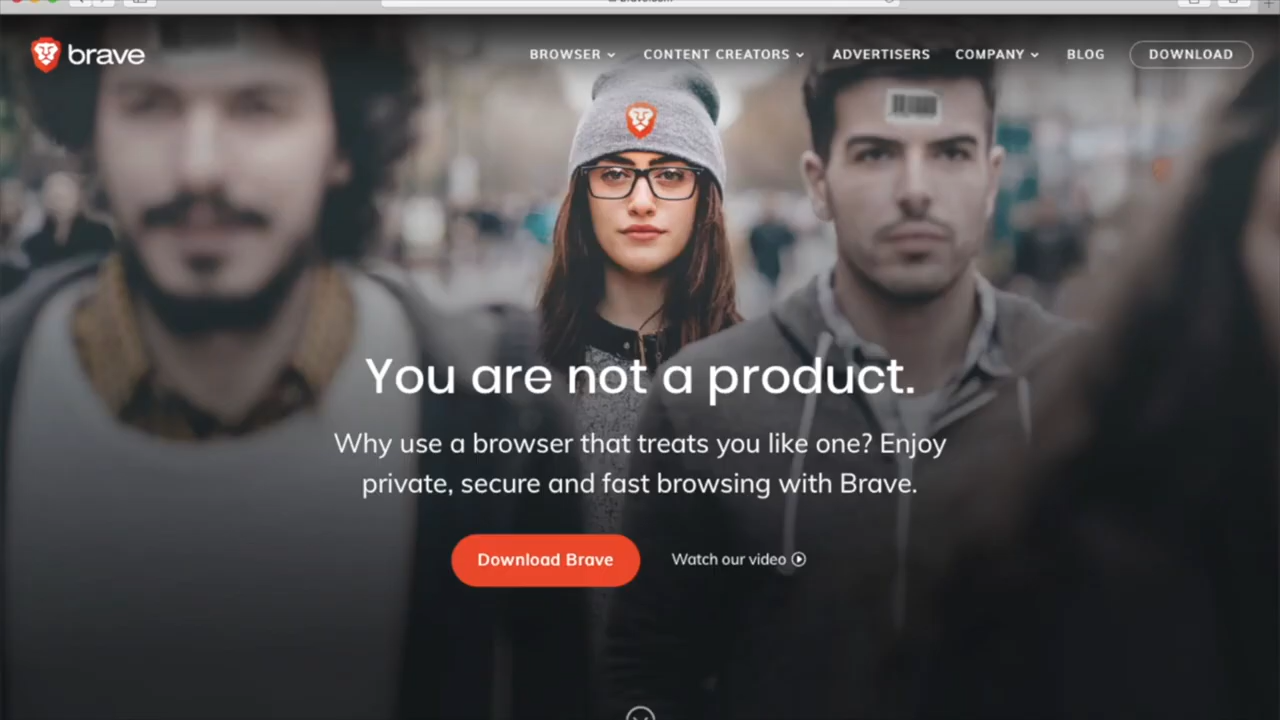 brave
BROWSER
CONTENT CREATORS
ADVERTISERS
COMPANY
BLOG
DOWNLOAD
You are not a product.
Why use a browser that treats you like one? Enjoy
private, secure and fast browsing with Brave.
Download Brave
Watch our video